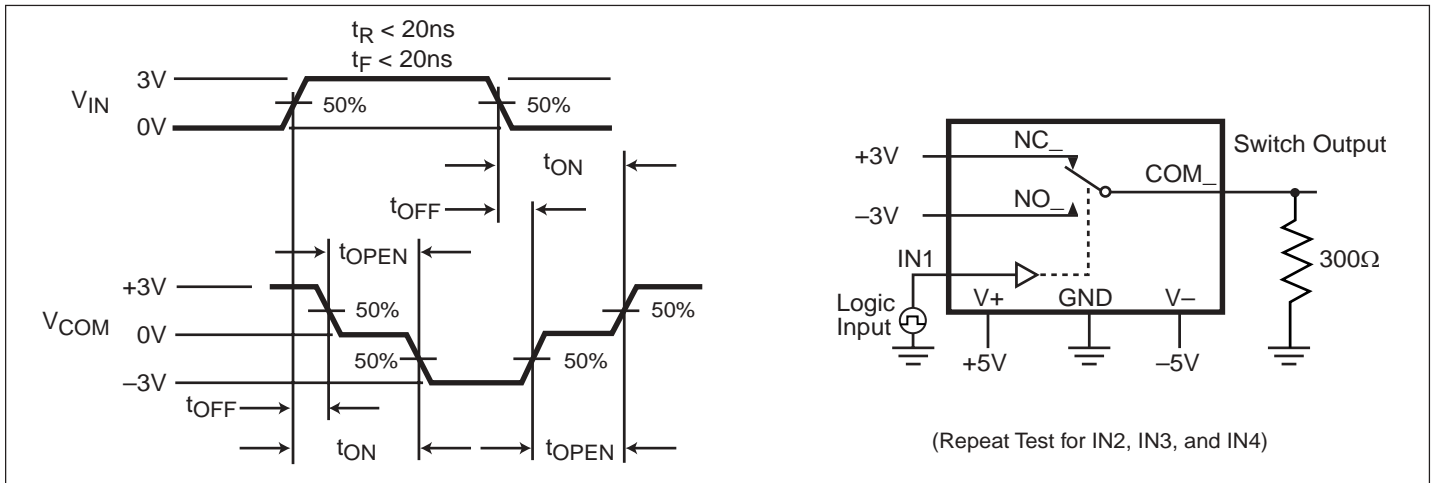 tR < 20ns
tF < 20ns
3V
VIN
50%
50%
0V
tON
tOFF
tOPEN
+3V
50%
50%
VCOM
0V
50%
50%
–3V
tOFF
tON
tOPEN
Switch Output
+3V
NC_
COM_
–3V
NO_
IN1
300Ω
Logic
Input
V+
GND
V–
+5V
–5V
(Repeat Test for IN2, IN3, and IN4)